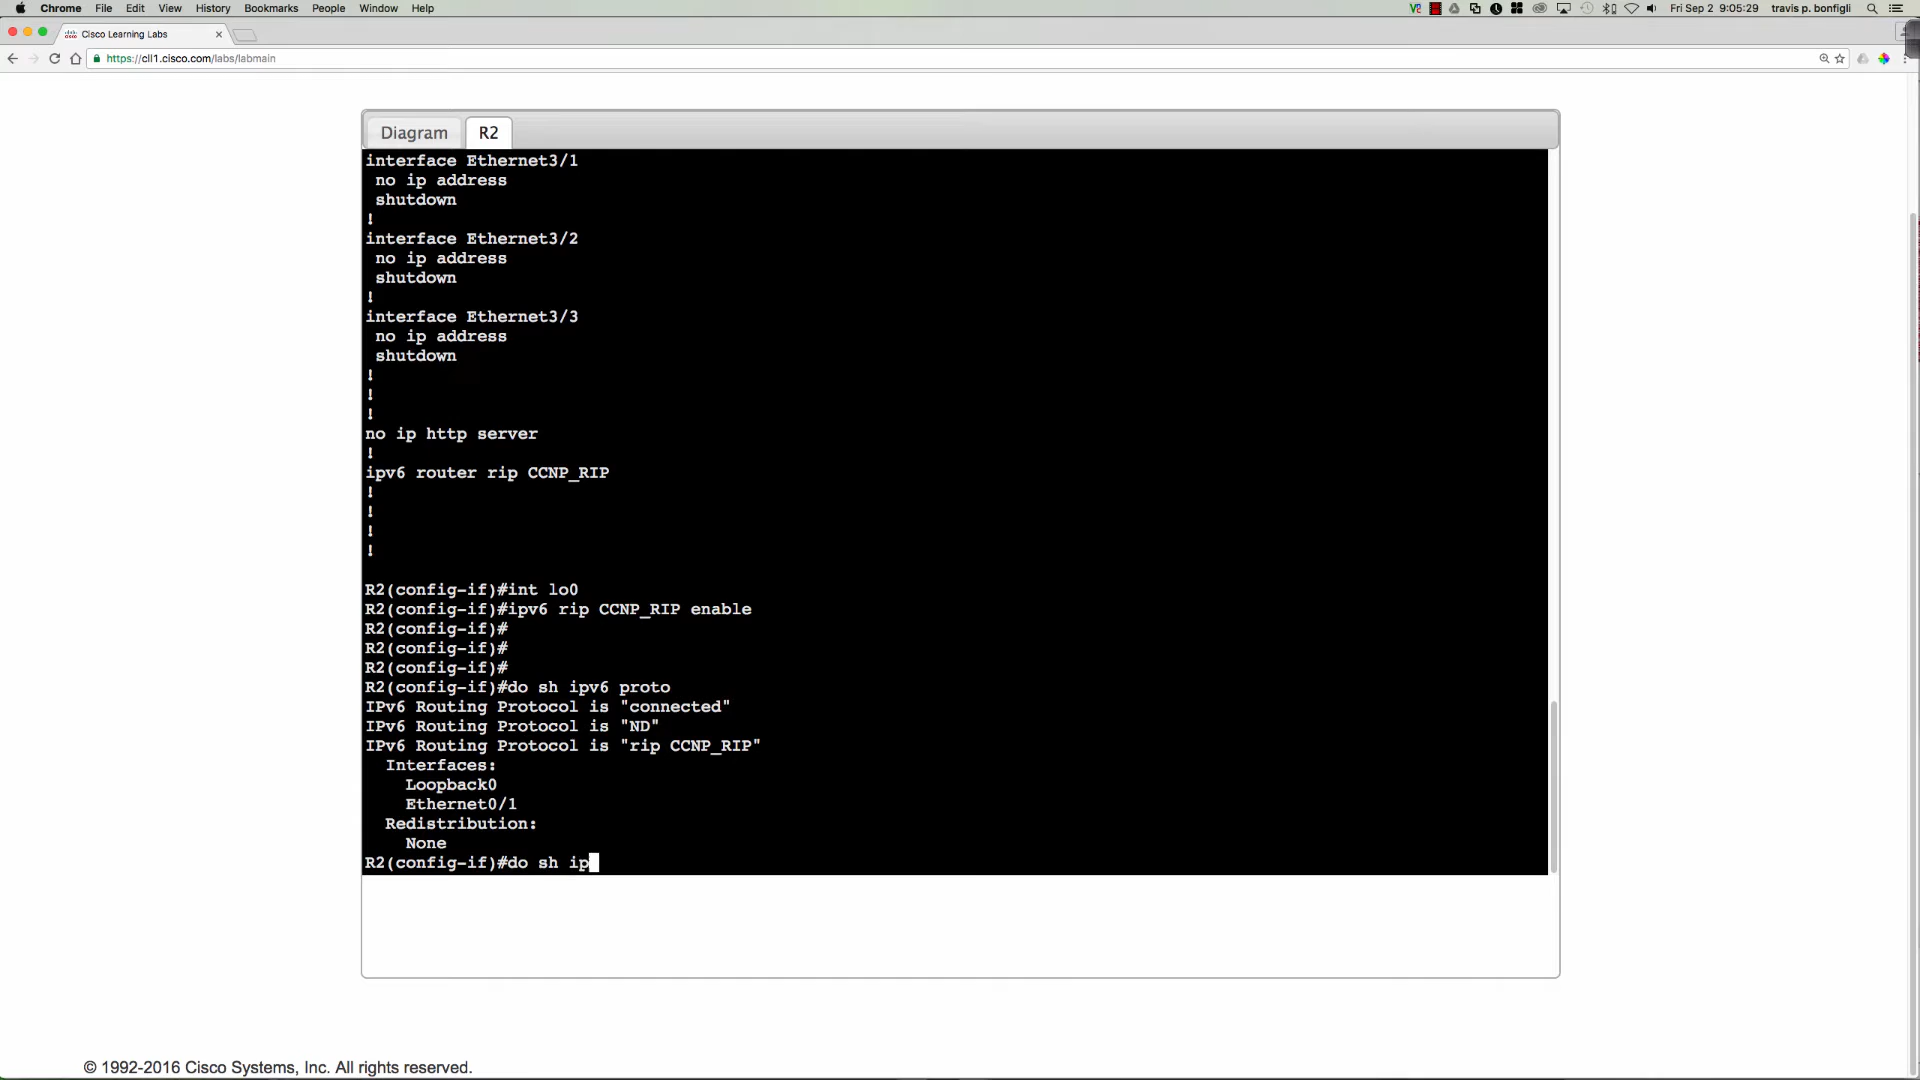 Chrome File Edit View History Bookmarks People Window Help
Fri Sep 2 9:05:29 travis p. bonfigli
Cisco Learning Labs
https://cll1.cisco.com/labs/labmain
Diagram R2
interface Ethernet3/1
no ip address
shutdown
!
interface Ethernet3/2
no ip address
shutdown
!
interface Ethernet3/3
no ip address
shutdown
!
!
!
no ip http server
!
ipv6 router rip CCNP_RIP
!
!
!
!
R2(config-if)#int lo0
R2(config-if)#ipv6 rip CCNP_RIP enable
R2(config-if)#
R2(config-if)#
R2(config-if)#
R2(config-if)#do sh ipv6 proto
IPv6 Routing Protocol is "connected"
IPv6 Routing Protocol is "ND"
IPv6 Routing Protocol is "rip CCNP_RIP"
Interfaces:
Loopback0
Ethernet0/1
Redistribution:
None
R2(config-if)#do sh ip
© 1992-2016 Cisco Systems, Inc. All rights reserved.